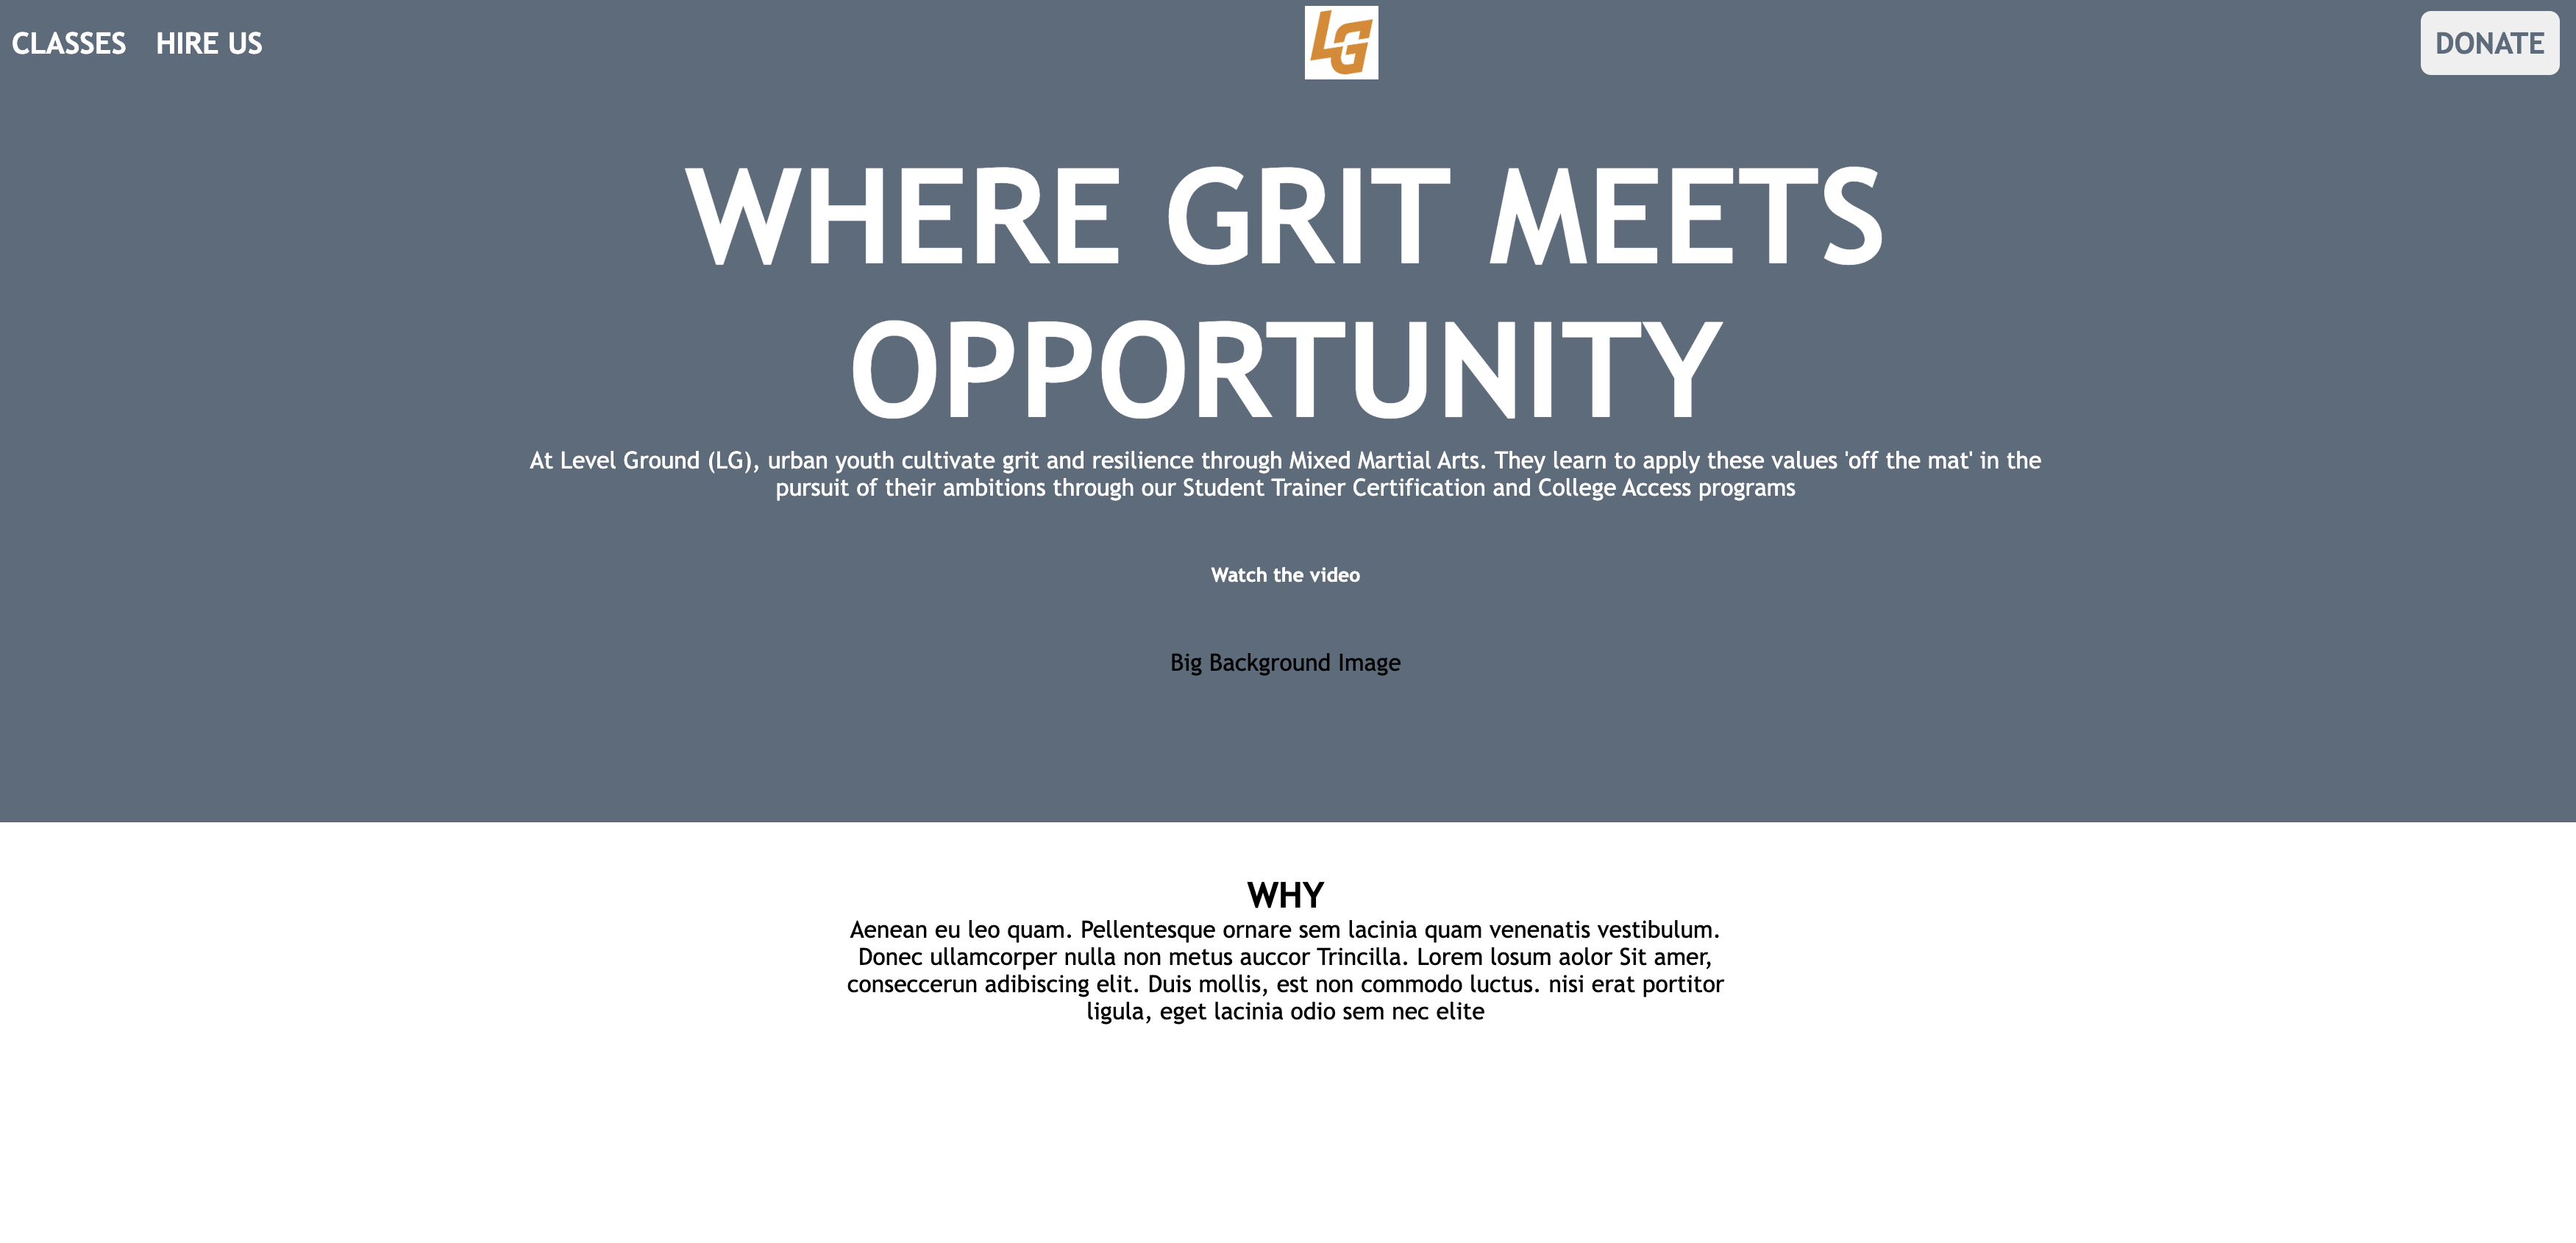 CLASSES HIRE US LG DONATE
WHERE GRIT MEETS
OPPORTUNITY
At Level Ground (LG), urban youth cultivate grit and resilience through Mixed Martial Arts. They learn to apply these values 'off the mat' in the
pursuit of their ambitions through our Student Trainer Certification and College Access programs
Watch the video
Big Background Image
WHY
Aenean eu leo quam. Pellentesque ornare sem lacinia quam venenatis vestibulum.
Donec ullamcorper nulla non metus auccor Trincilla. Lorem losum aolor Sit amer,
conseccerun adibiscing elit. Duis mollis, est non commodo luctus. nisi erat portitor
ligula, eget lacinia odio sem nec elite